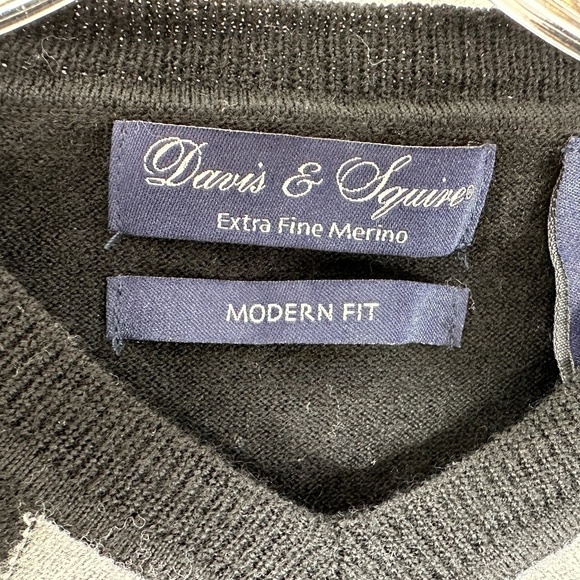 Davis & Squire®
Extra Fine Merino
MODERN FIT